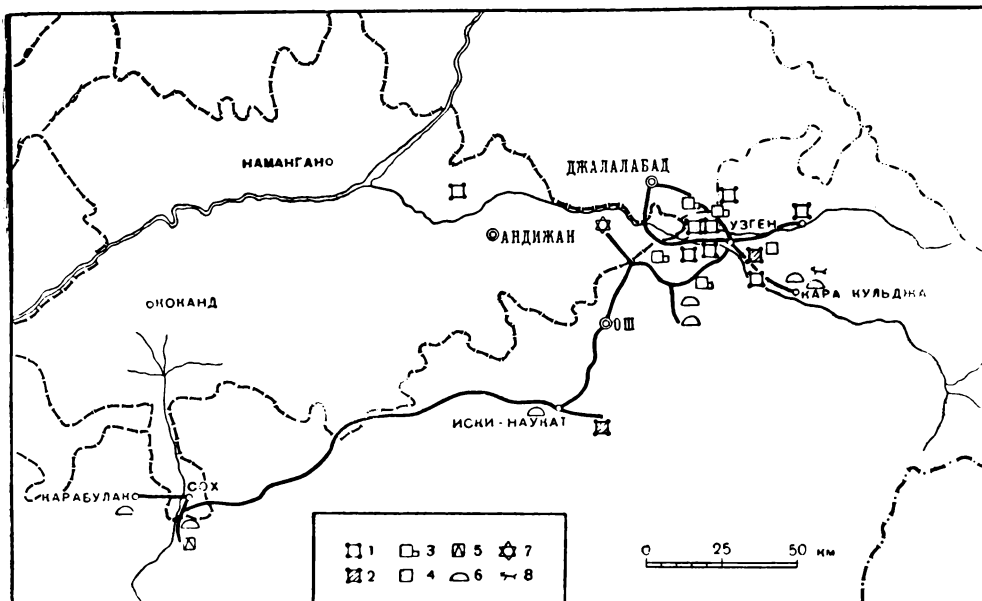 НАМАНГАН
ДЖАЛАЛАБАД
УЗГЕН
АНДИЖАН
КАРА КУЛЬДЖА
КОКАНД
ОШ
ИСКИ-НАУКАТ
СОХ
КАРАБУЛАК
1 3 5 7
2 4 6 8
0 25 50 КМ